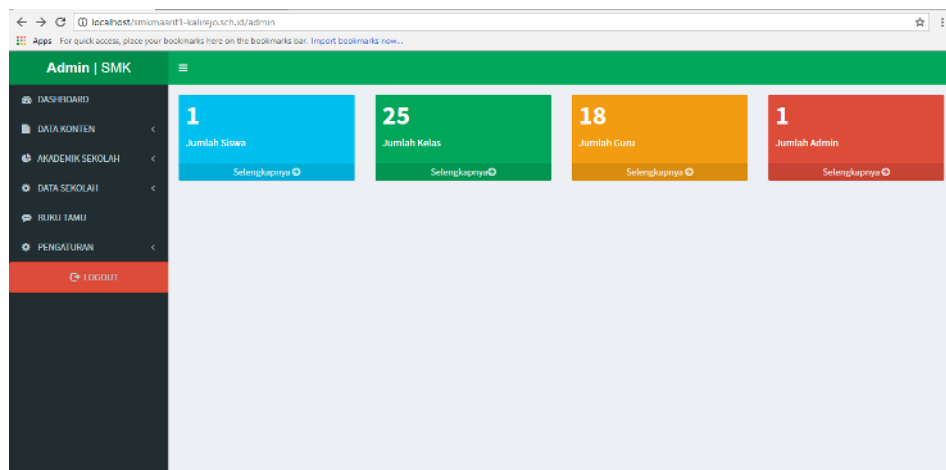 localhost/smkmaarif1-kalirejo.sch.id/admin
Apps For quick access, place your bookmarks here on the bookmarks bar. Import bookmarks now...
Admin | SMK
DASHBOARD
DATA KONTEN
AKADEMIK SEKOLAH
DATA SEKOLAH
BUKU TAMU
PENGATURAN
LOGOUT
1
Jumlah Siswa
Selengkapnya
25
Jumlah Kelas
Selengkapnya
18
Jumlah Guru
Selengkapnya
1
Jumlah Admin
Selengkapnya